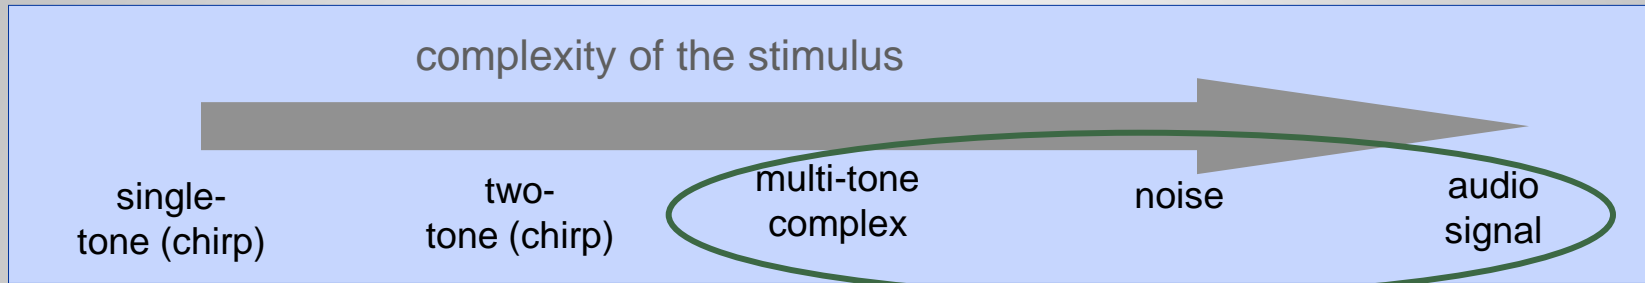 complexity of the stimulus
single-
tone (chirp)
two-
tone (chirp)
multi-tone
complex
noise
audio
signal